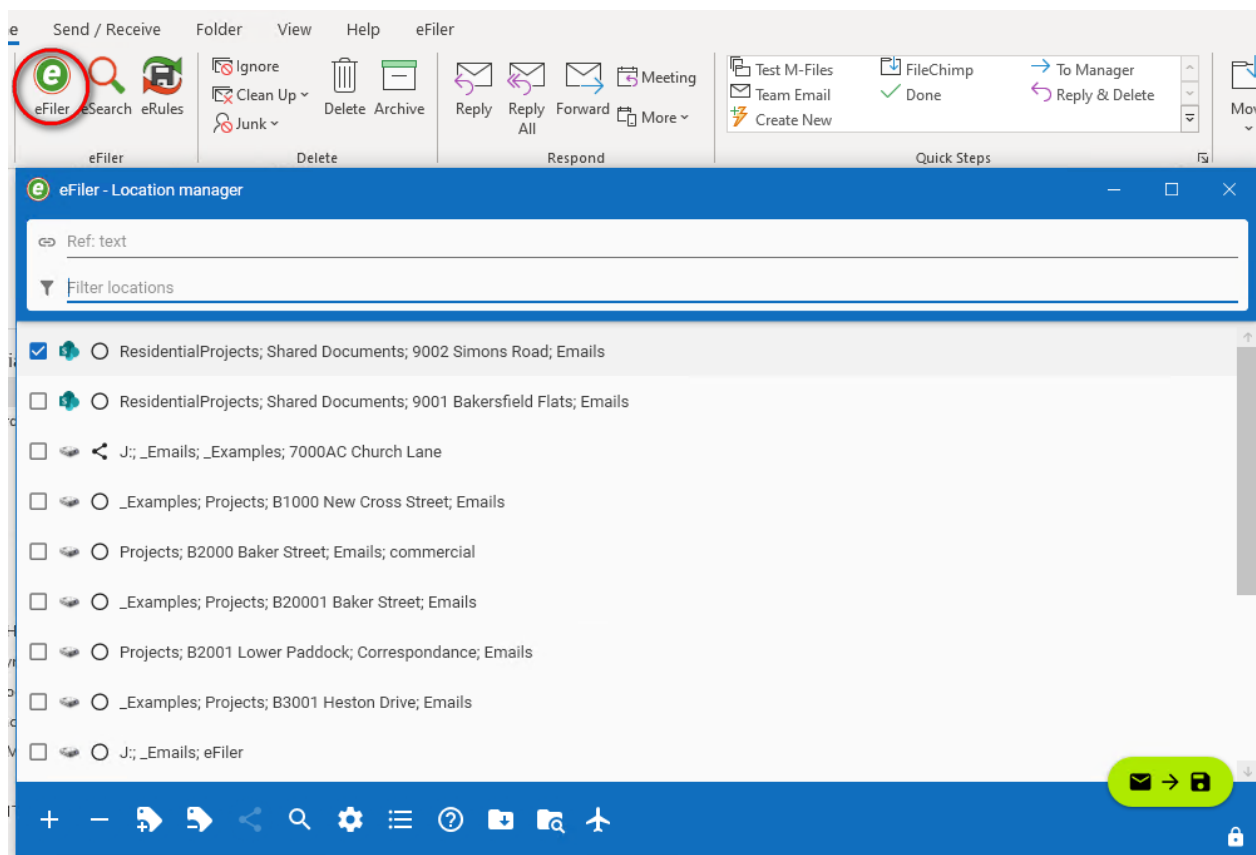 e Send / Receive Folder View Help eFiler
eFiler eSearch eRules
Ignore
Clean Up
Junk
Delete Archive
Reply Reply All Forward
Meeting
More
Test M-Files FileChimp To Manager
Team Email Done Reply & Delete
Create New
Mov
eFiler Delete Respond Quick Steps
eFiler - Location manager
Ref: text
Filter locations
ResidentialProjects; Shared Documents; 9002 Simons Road; Emails
ResidentialProjects; Shared Documents; 9001 Bakersfield Flats; Emails
J:; _Emails; _Examples; 7000AC Church Lane
_Examples; Projects; B1000 New Cross Street; Emails
Projects; B2000 Baker Street; Emails; commercial
_Examples; Projects; B20001 Baker Street; Emails
Projects; B2001 Lower Paddock; Correspondance; Emails
_Examples; Projects; B3001 Heston Drive; Emails
J:; _Emails; eFiler